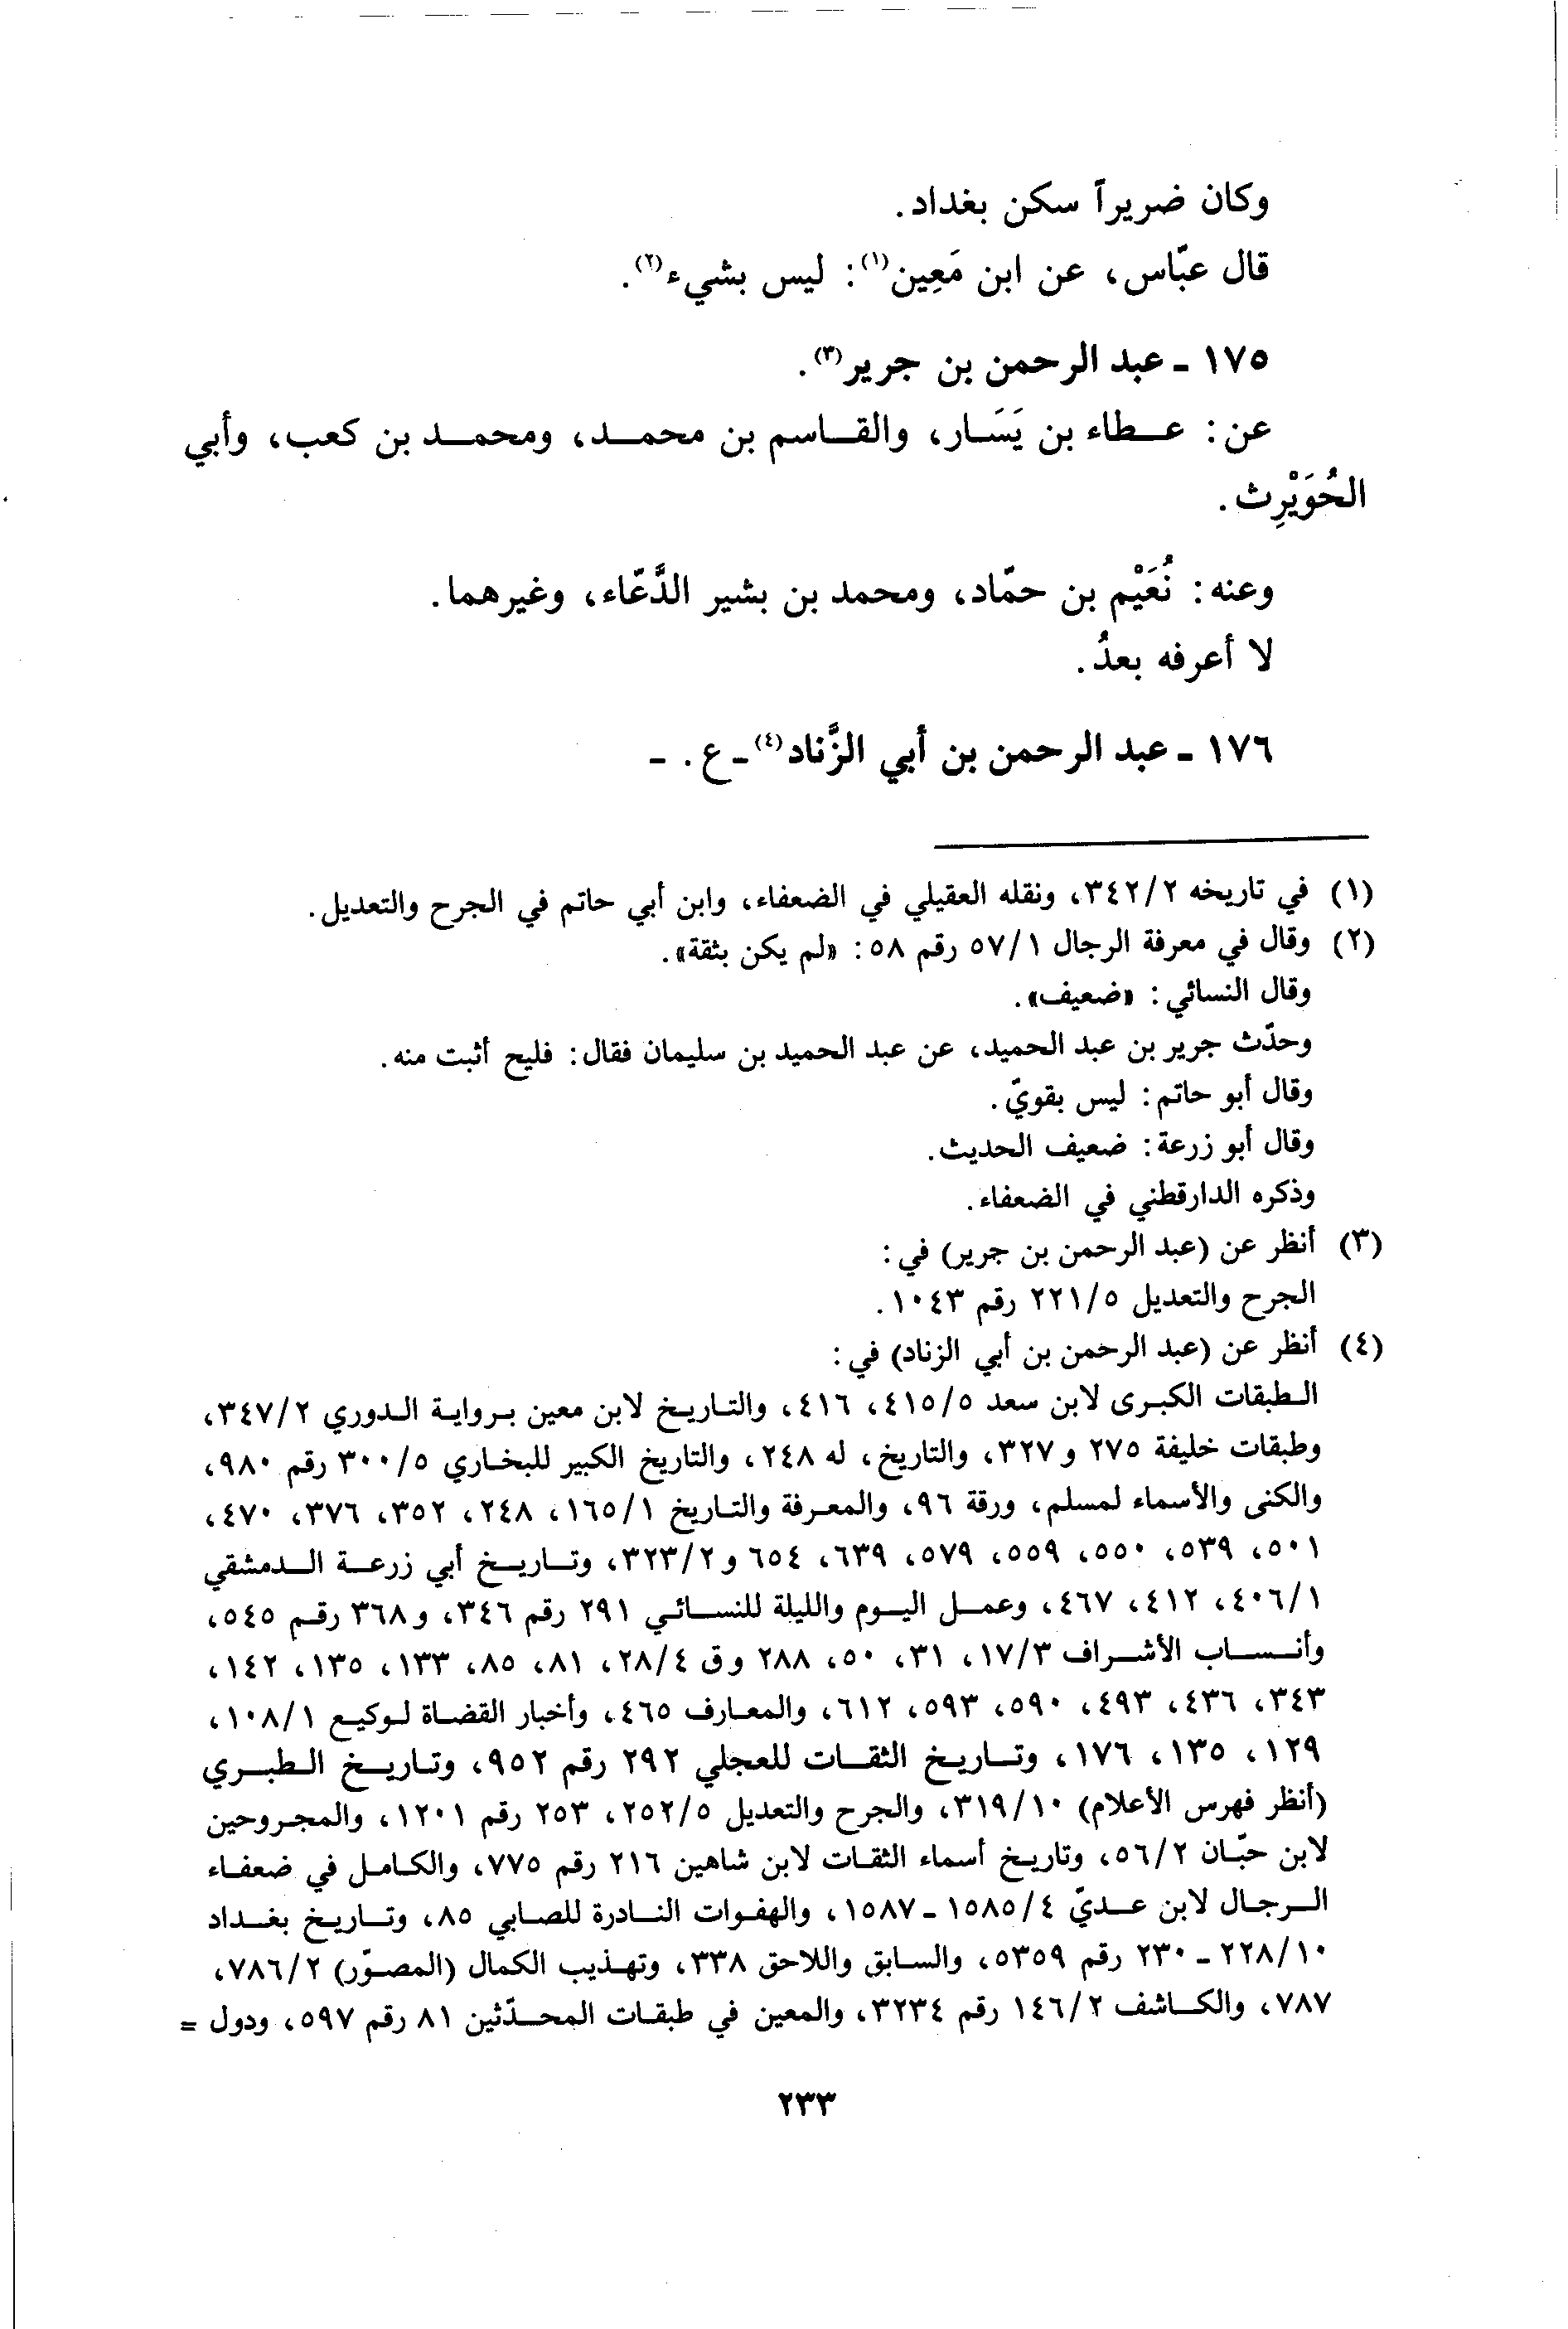 وكان ضريراً سكن بغداد.
قال عبّاس، عن ابن مَعِين(١): ليس بشيء(٢).
١٧٥ - عبد الرحمن بن جرير(٣).
عن: عطاء بن يَسَار، والقاسم بن محمد، ومحمد بن كعب، وأبي
الحُوَيْرِث.
وعنه: نُعَيْم بن حمّاد، ومحمد بن بشير الدَّعّاء، وغيرهما.
لا أعرفه بعدُ.
١٧٦ - عبد الرحمن بن أبي الزَّناد(٤) - ع. -
(١) في تاريخه ٣٤٢/٢، ونقله العقيلي في الضعفاء، وابن أبي حاتم في الجرح والتعديل.
(٢) وقال في معرفة الرجال ٥٧/١ رقم ٥٨: «لم يكن بثقة».
وقال النسائي: «ضعيف».
وحدّث جرير بن عبد الحميد، عن عبد الحميد بن سليمان فقال: فليح أثبت منه.
وقال أبو حاتم: ليس بقويّ.
وقال أبو زرعة: ضعيف الحديث.
وذكره الدارقطني في الضعفاء.
(٣) أنظر عن (عبد الرحمن بن جرير) في:
الجرح والتعديل ٢٢١/٥ رقم ١٠٤٣.
(٤) أنظر عن (عبد الرحمن بن أبي الزناد) في:
الطبقات الكبرى لابن سعد ٤١٥/٥، ٤١٦، والتاريخ لابن معين برواية الدوري ٣٤٧/٢،
وطبقات خليفة ٢٧٥ و٣٢٧، والتاريخ، له ٢٤٨، والتاريخ الكبير للبخاري ٣٠٠/٥ رقم ٩٨٠،
والكنى والأسماء لمسلم، ورقة ٩٦، والمعرفة والتاريخ ١٦٥/١، ٢٤٨، ٣٥٢، ٣٧٦، ٤٧٠،
٥٠١، ٥٣٩، ٥٥٠، ٥٥٩، ٥٧٩، ٦٣٩، ٦٥٤ و٣٢٣/٢، وتاريخ أبي زرعة الدمشقي
٤٠٦/١، ٤١٢، ٤٦٧، وعمل اليوم والليلة للنسائي ٢٩١ رقم ٣٤٦، و٣٦٨ رقم ٥٤٥،
وأنساب الأشراف ١٧/٣، ٣١، ٥٠، ٢٨٨ وق ٢٨/٤، ٨١، ٨٥، ١٣٣، ١٣٥، ١٤٢،
٣٤٣، ٤٣٦، ٤٩٣، ٥٩٠، ٥٩٣، ٦١٢، والمعارف ٤٦٥، وأخبار القضاة لوكيع ١٠٨/١،
١٢٩، ١٣٥، ١٧٦، وتاريخ الثقات للعجلي ٢٩٢ رقم ٩٥٢، وتاريخ الطبري
(أنظر فهرس الأعلام) ٣١٩/١٠، والجرح والتعديل ٢٥٢/٥، ٢٥٣ رقم ١٢٠١، والمجروحين
لابن حبّان ٥٦/٢، وتاريخ أسماء الثقات لابن شاهين ٢١٦ رقم ٧٧٥، والكامل في ضعفاء
الرجال لابن عديّ ١٥٨٥/٤ - ١٥٨٧، والهفوات النادرة للصابي ٨٥، وتاريخ بغداد
٢٢٨/١٠ - ٢٣٠ رقم ٥٣٥٩، والسابق واللاحق ٣٣٨، وتهذيب الكمال (المصوّر) ٧٨٦/٢،
٧٨٧، والكاشف ١٤٦/٢ رقم ٣٢٣٤، والمعين في طبقات المحدّثين ٨١ رقم ٥٩٧، ودول =
٢٣٣